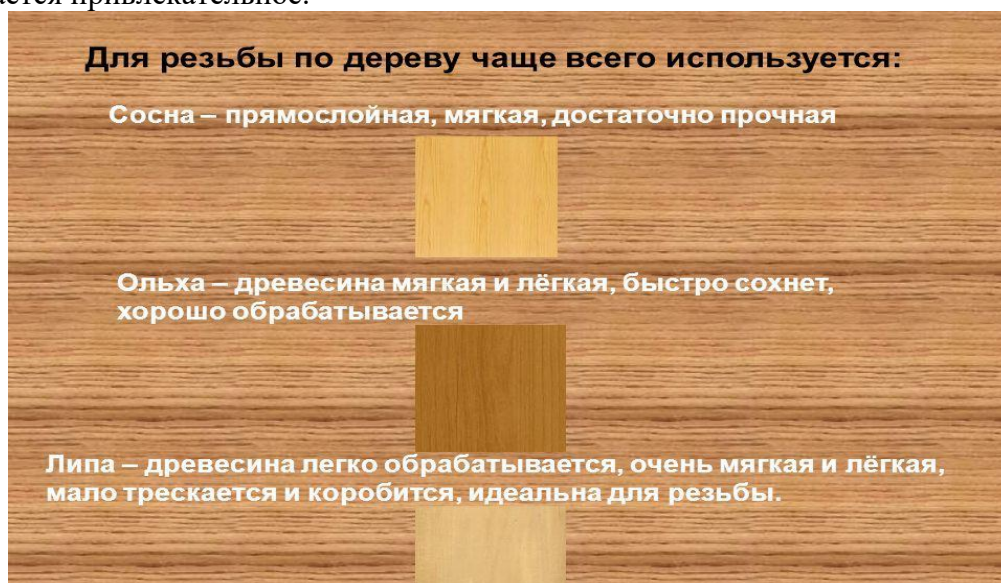 привлекательное.
Для резьбы по дереву чаще всего используется:
Сосна – прямослойная, мягкая, достаточно прочная
Ольха – древесина мягкая и лёгкая, быстро сохнет,
хорошо обрабатывается
Липа – древесина легко обрабатывается, очень мягкая и лёгкая,
мало трескается и коробится, идеальна для резьбы.